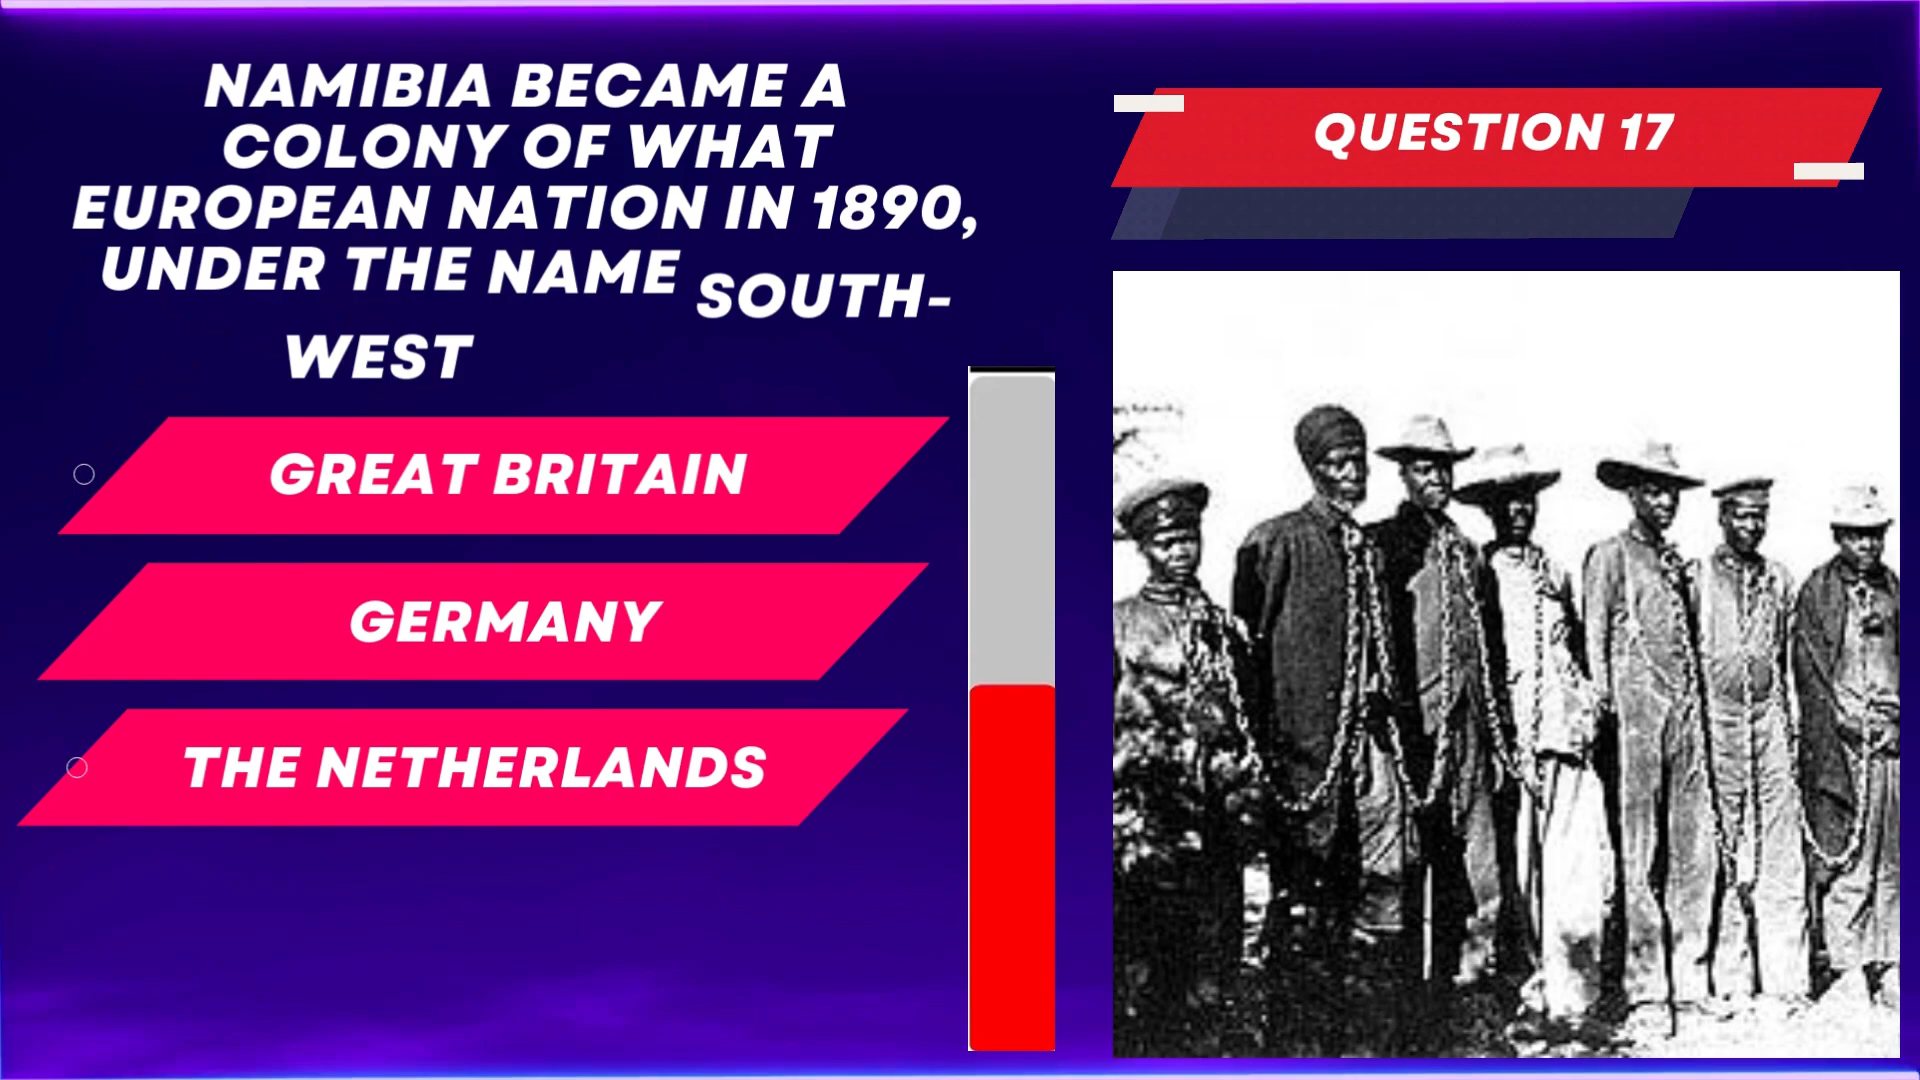 NAMIBIA BECAME A
COLONY OF WHAT
EUROPEAN NATION IN 1890,
UNDER THE NAME SOUTH-
WEST
QUESTION 17
GREAT BRITAIN
GERMANY
THE NETHERLANDS